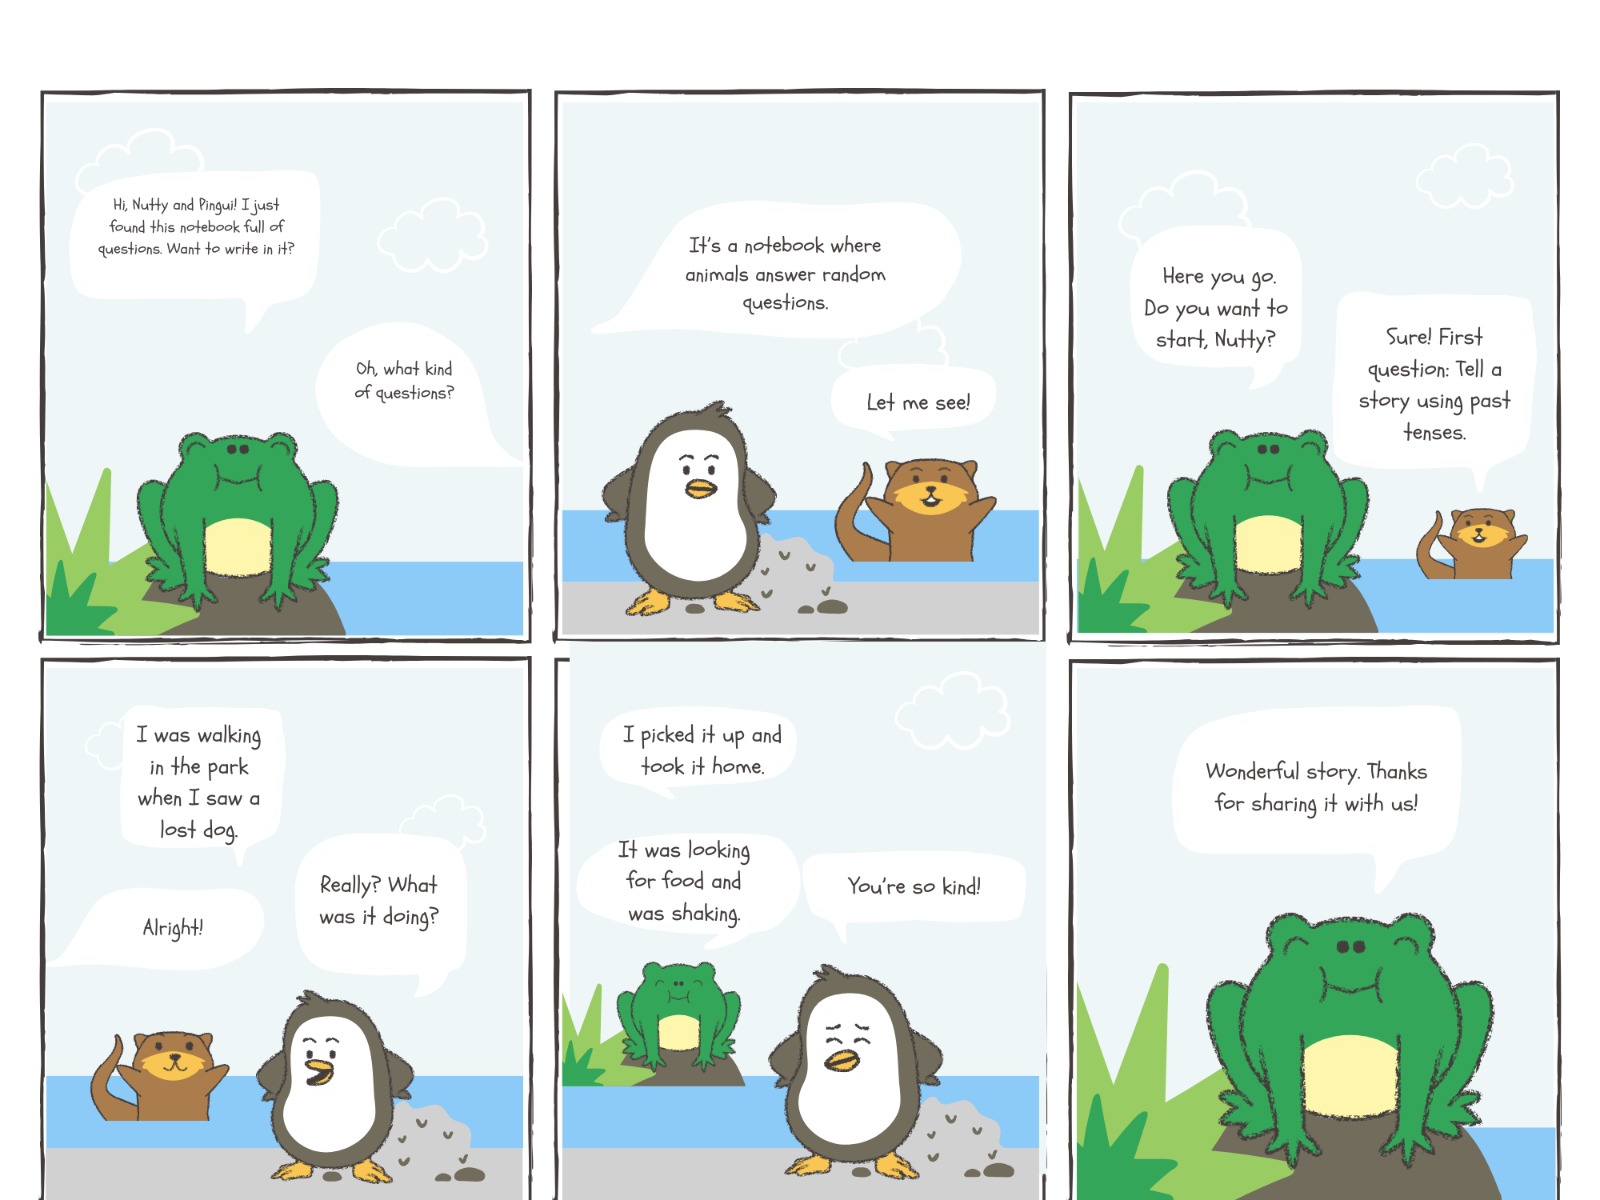 Hi, Nutty and Pingui! I just
found this notebook full of
questions. Want to write in it?
Oh, what kind
of questions?
It's a notebook where
animals answer random
questions.
Let me see!
Here you go.
Do you want to
start, Nutty?
Sure! First
question: Tell a
story using past
tenses.
I was walking
in the park
when I saw a
lost dog.
Alright!
Really? What
was it doing?
I picked it up and
took it home.
It was looking
for food and
was shaking.
You're so kind!
Wonderful story. Thanks
for sharing it with us!